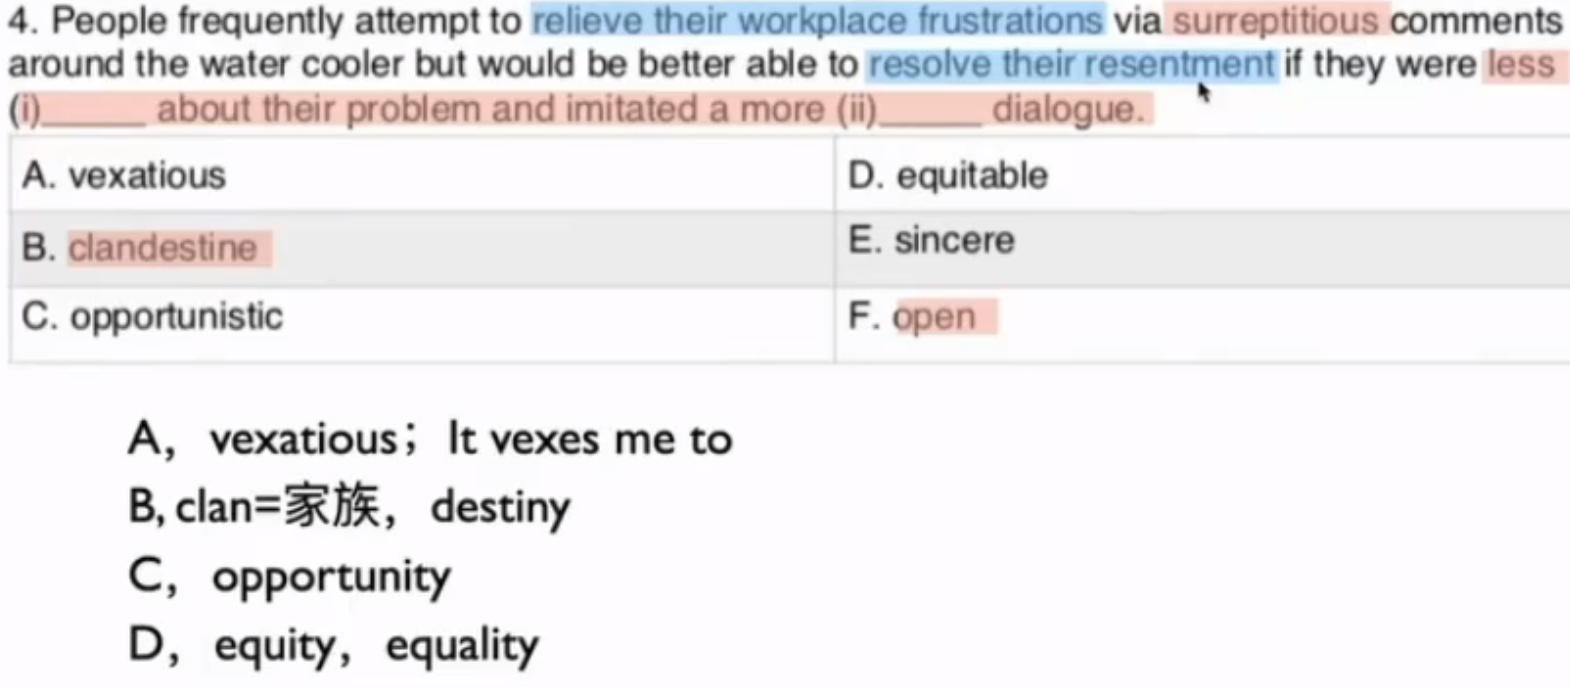 4. People frequently attempt to relieve their workplace frustrations via surreptitious comments
around the water cooler but would be better able to resolve their resentment if they were less
(i)______ about their problem and imitated a more (ii)______ dialogue.
A. vexatious
D. equitable
B. clandestine
E. sincere
C. opportunistic
F. open
A， vexatious；It vexes me to
B, clan=家族， destiny
C， opportunity
D， equity， equality